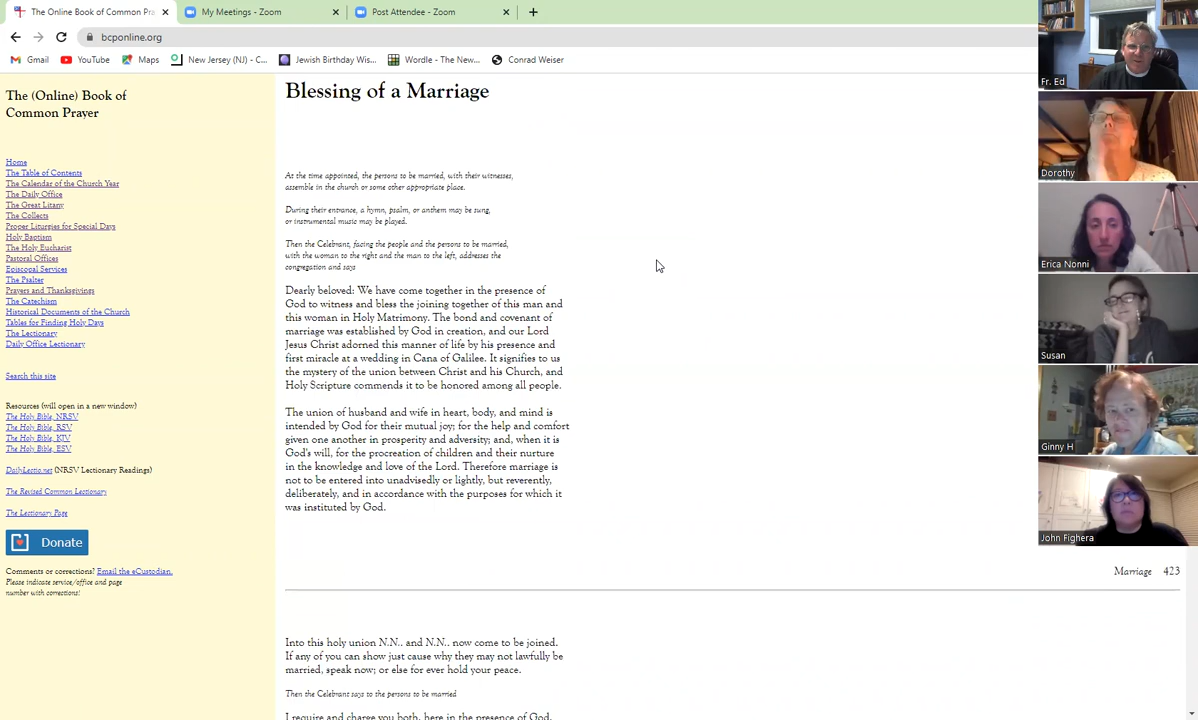 The Online Book of Common Pra
My Meetings - Zoom
Post Attendee - Zoom
bcponline.org
Gmail
YouTube
Maps
New Jersey (NJ) - C...
Jewish Birthday Wis...
Wordle - The New...
Conrad Weiser
The (Online) Book of
Common Prayer
Home
The Table of Contents
The Calendar of the Church Year
The Daily Office
The Great Litany
The Collects
Proper Liturgies for Special Days
Holy Baptism
The Holy Eucharist
Pastoral Offices
Episcopal Services
The Psalter
Prayers and Thanksgivings
The Catechism
Historical Documents of the Church
Tables for Finding Holy Days
The Lectionary
Daily Office Lectionary
Search this site
Resources (will open in a new window)
The Holy Bible, NRSV
The Holy Bible, RSV
The Holy Bible, KJV
The Holy Bible, ESV
DailyLectio.net (NRSV Lectionary Readings)
The Revised Common Lectionary
The Lectionary Page
Donate
Comments or corrections? Email the eCustodian.
Please indicate service/office and page
number with corrections!
Blessing of a Marriage
At the time appointed, the persons to be married, with their witnesses,
assemble in the church or some other appropriate place.
During their entrance, a hymn, psalm, or anthem may be sung,
or instrumental music may be played.
Then the Celebrant, facing the people and the persons to be married,
with the woman to the right and the man to the left, addresses the
congregation and says
Dearly beloved: We have come together in the presence of
God to witness and bless the joining together of this man and
this woman in Holy Matrimony. The bond and covenant of
marriage was established by God in creation, and our Lord
Jesus Christ adorned this manner of life by his presence and
first miracle at a wedding in Cana of Galilee. It signifies to us
the mystery of the union between Christ and his Church, and
Holy Scripture commends it to be honored among all people.
The union of husband and wife in heart, body, and mind is
intended by God for their mutual joy; for the help and comfort
given one another in prosperity and adversity; and, when it is
God's will, for the procreation of children and their nurture
in the knowledge and love of the Lord. Therefore marriage is
not to be entered into unadvisedly or lightly, but reverently,
deliberately, and in accordance with the purposes for which it
was instituted by God.
Marriage 423
Into this holy union N.N.. and N.N.. now come to be joined.
If any of you can show just cause why they may not lawfully be
married, speak now; or else for ever hold your peace.
Then the Celebrant says to the persons to be married
I require and charge you both, here in the presence of God,
Fr. Ed
Dorothy
Erica Nonni
Susan
Ginny H
John Fighera